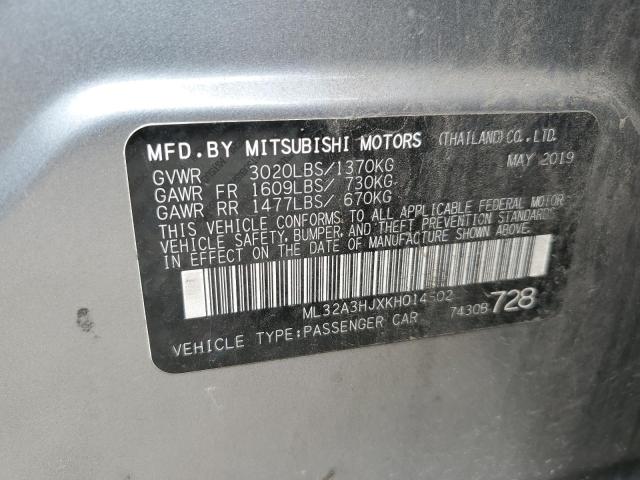 MFD. BY MITSUBISHI MOTORS (THAILAND) CO., LTD.
MAY 2019
GVWR 3020LBS/1370KG
GAWR FR 1609LBS/ 730KG
GAWR RR 1477LBS/ 670KG
THIS VEHICLE CONFORMS TO ALL APPLICABLE FEDERAL MOTOR
VEHICLE SAFETY, BUMPER, AND THEFT PREVENTION STANDARDS
IN EFFECT ON THE DATE OF MANUFACTURE SHOWN ABOVE.
VEHICLE TYPE:PASSENGER CAR 7430B 728